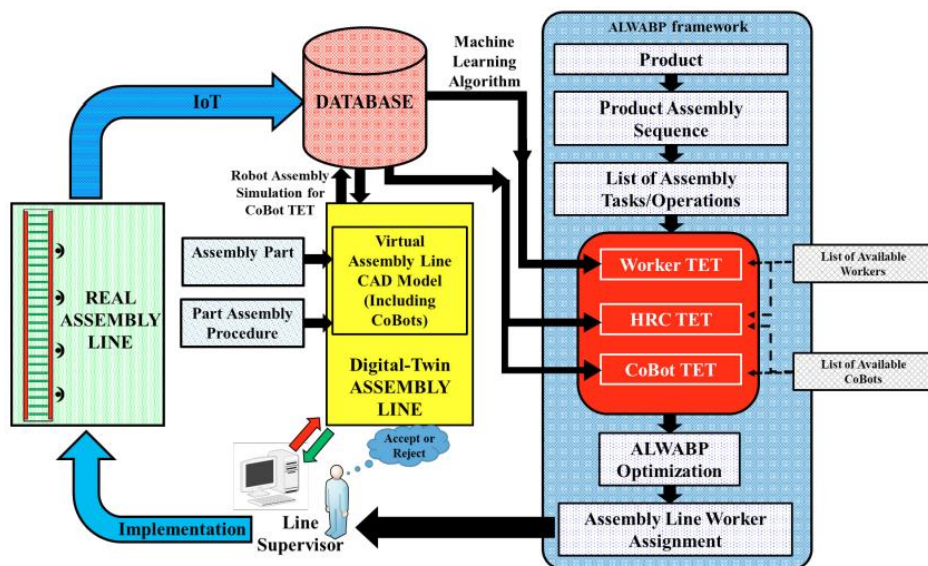 ALWABP framework
Product
Product Assembly
Sequence
List of Assembly
Tasks/Operations
Worker TET
HRC TET
CoBot TET
ALWABP
Optimization
Assembly Line Worker
Assignment
List of Available
Workers
List of Available
CoBots
Machine
Learning
Algorithm
IoT
DATABASE
Robot Assembly
Simulation for
CoBot TET
Assembly Part
Part Assembly
Procedure
Virtual
Assembly Line
CAD Model
(Including
CoBots)
Digital-Twin
ASSEMBLY
LINE
REAL
ASSEMBLY
LINE
Accept or
Reject
Line
Supervisor
Implementation